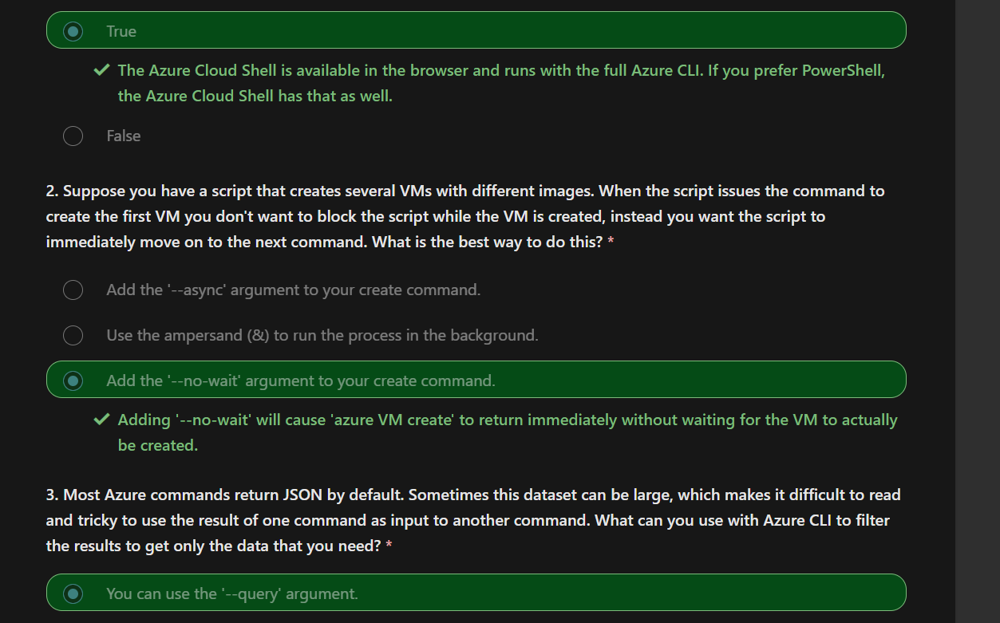 True
The Azure Cloud Shell is available in the browser and runs with the full Azure CLI. If you prefer PowerShell,
the Azure Cloud Shell has that as well.
False
2. Suppose you have a script that creates several VMs with different images. When the script issues the command to
create the first VM you don't want to block the script while the VM is created, instead you want the script to
immediately move on to the next command. What is the best way to do this? *
Add the '--async' argument to your create command.
Use the ampersand (&) to run the process in the background.
Add the '--no-wait' argument to your create command.
Adding '--no-wait' will cause 'azure VM create' to return immediately without waiting for the VM to actually
be created.
3. Most Azure commands return JSON by default. Sometimes this dataset can be large, which makes it difficult to read
and tricky to use the result of one command as input to another command. What can you use with Azure CLI to filter
the results to get only the data that you need? *
You can use the '--query' argument.